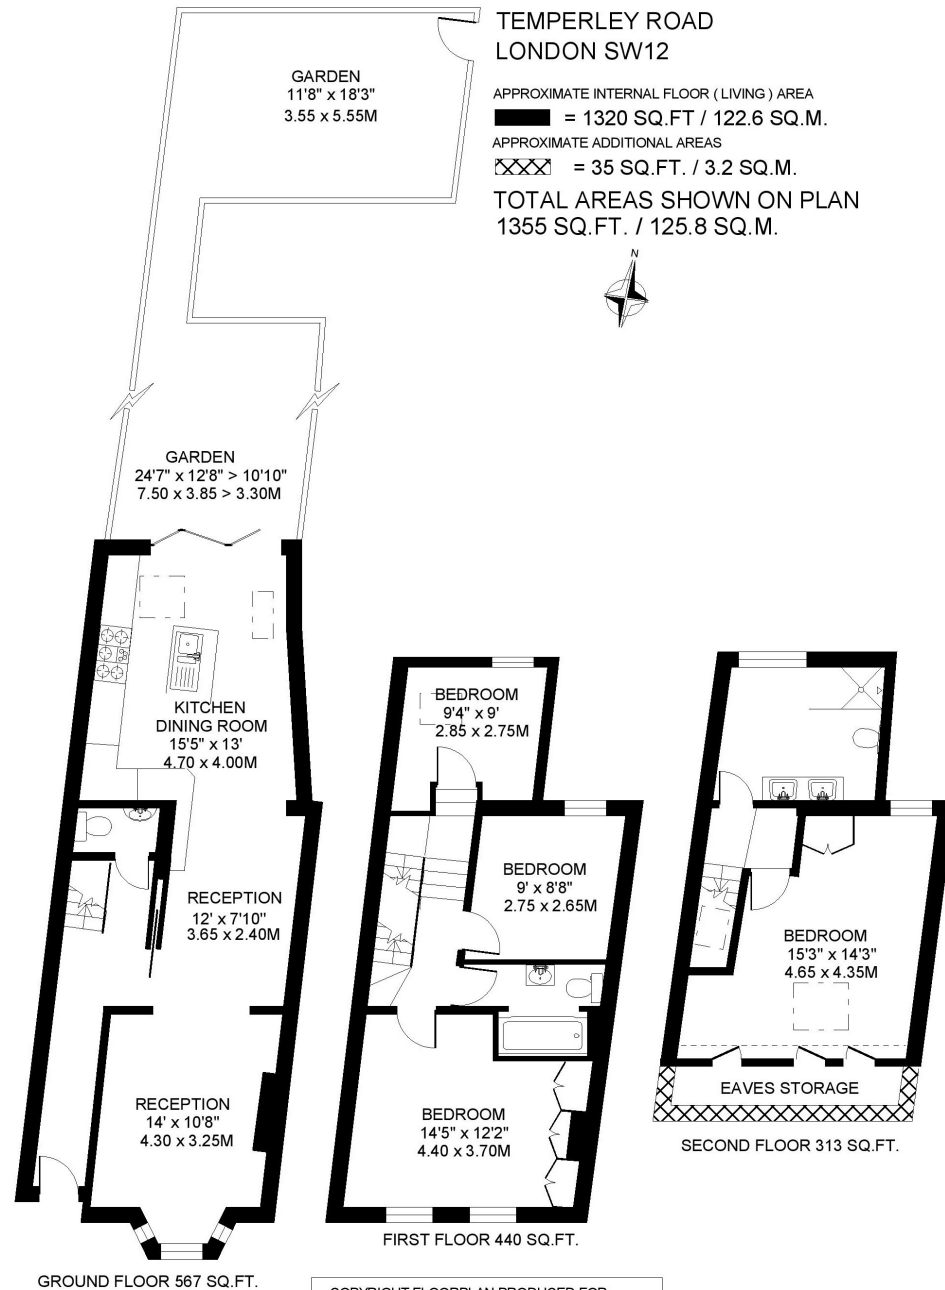 TEMPERLEY ROAD
LONDON SW12
APPROXIMATE INTERNAL FLOOR ( LIVING ) AREA
= 1320 SQ.FT / 122.6 SQ.M.
APPROXIMATE ADDITIONAL AREAS
= 35 SQ.FT. / 3.2 SQ.M.
TOTAL AREAS SHOWN ON PLAN
1355 SQ.FT. / 125.8 SQ.M.
N
GARDEN
11'8" x 18'3"
3.55 x 5.55M
GARDEN
24'7" x 12'8" > 10'10"
7.50 x 3.85 > 3.30M
KITCHEN
DINING ROOM
15'5" x 13'
4.70 x 4.00M
RECEPTION
12' x 7'10"
3.65 x 2.40M
RECEPTION
14' x 10'8"
4.30 x 3.25M
GROUND FLOOR 567 SQ.FT.
BEDROOM
9'4" x 9'
2.85 x 2.75M
BEDROOM
9' x 8'8"
2.75 x 2.65M
BEDROOM
14'5" x 12'2"
4.40 x 3.70M
FIRST FLOOR 440 SQ.FT.
BEDROOM
15'3" x 14'3"
4.65 x 4.35M
EAVES STORAGE
SECOND FLOOR 313 SQ.FT.
COPYRIGHT FLOORPLAN PRODUCED FOR